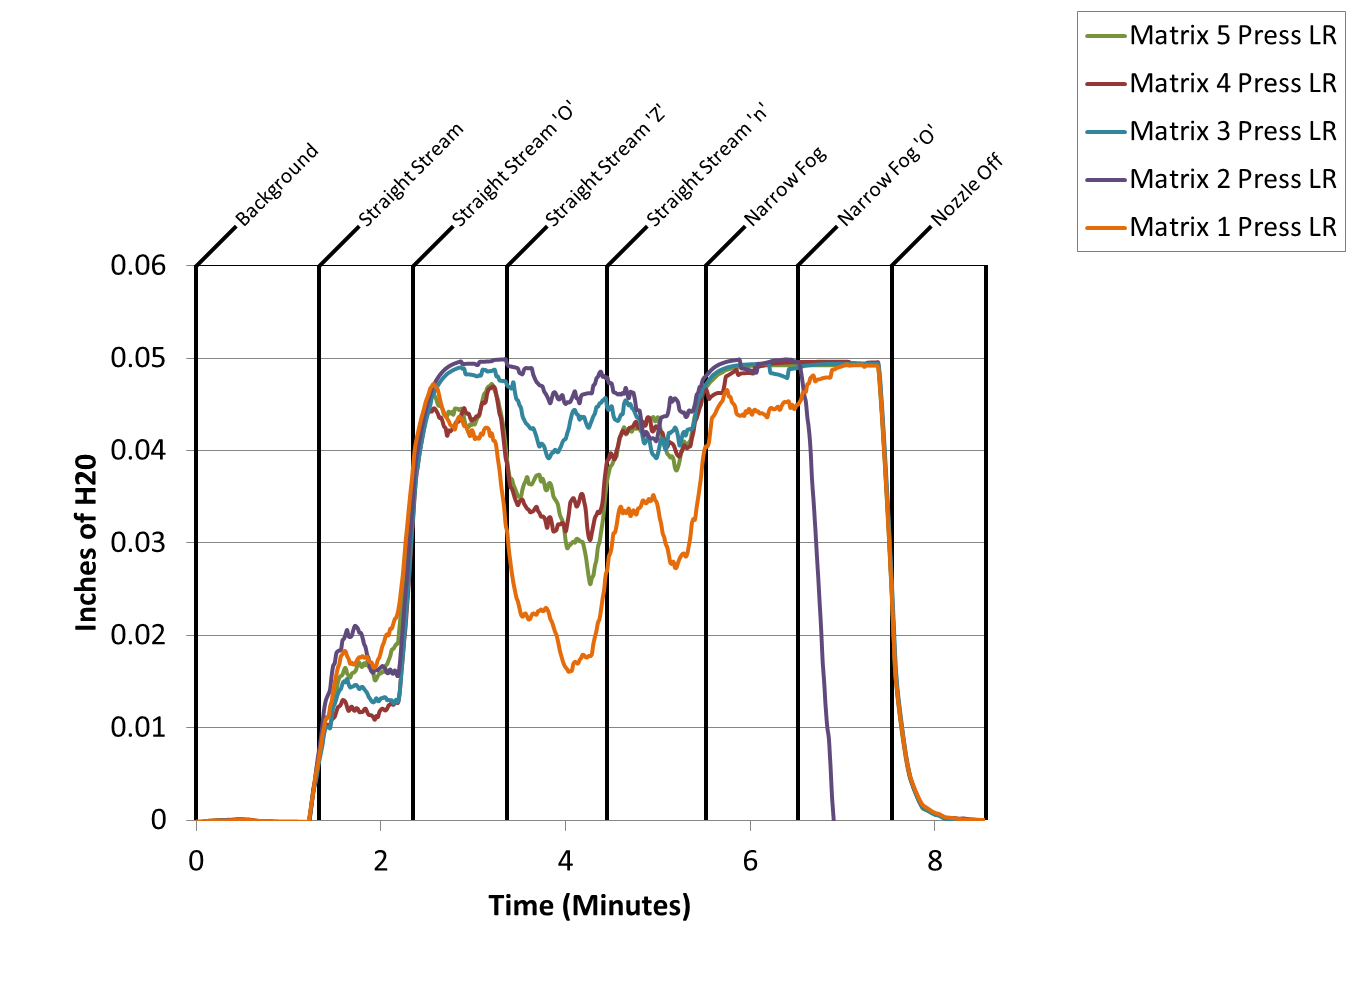 Matrix 5 Press LR
Matrix 4 Press LR
Matrix 3 Press LR
Matrix 2 Press LR
Matrix 1 Press LR
Background
Straight Stream
Straight Stream 'O'
Straight Stream 'Z'
Straight Stream 'n'
Narrow Fog
Narrow Fog 'O'
Nozzle Off
0.06
0.05
0.04
0.03
0.02
0.01
0
Inches of H20
0 2 4 6 8
Time (Minutes)